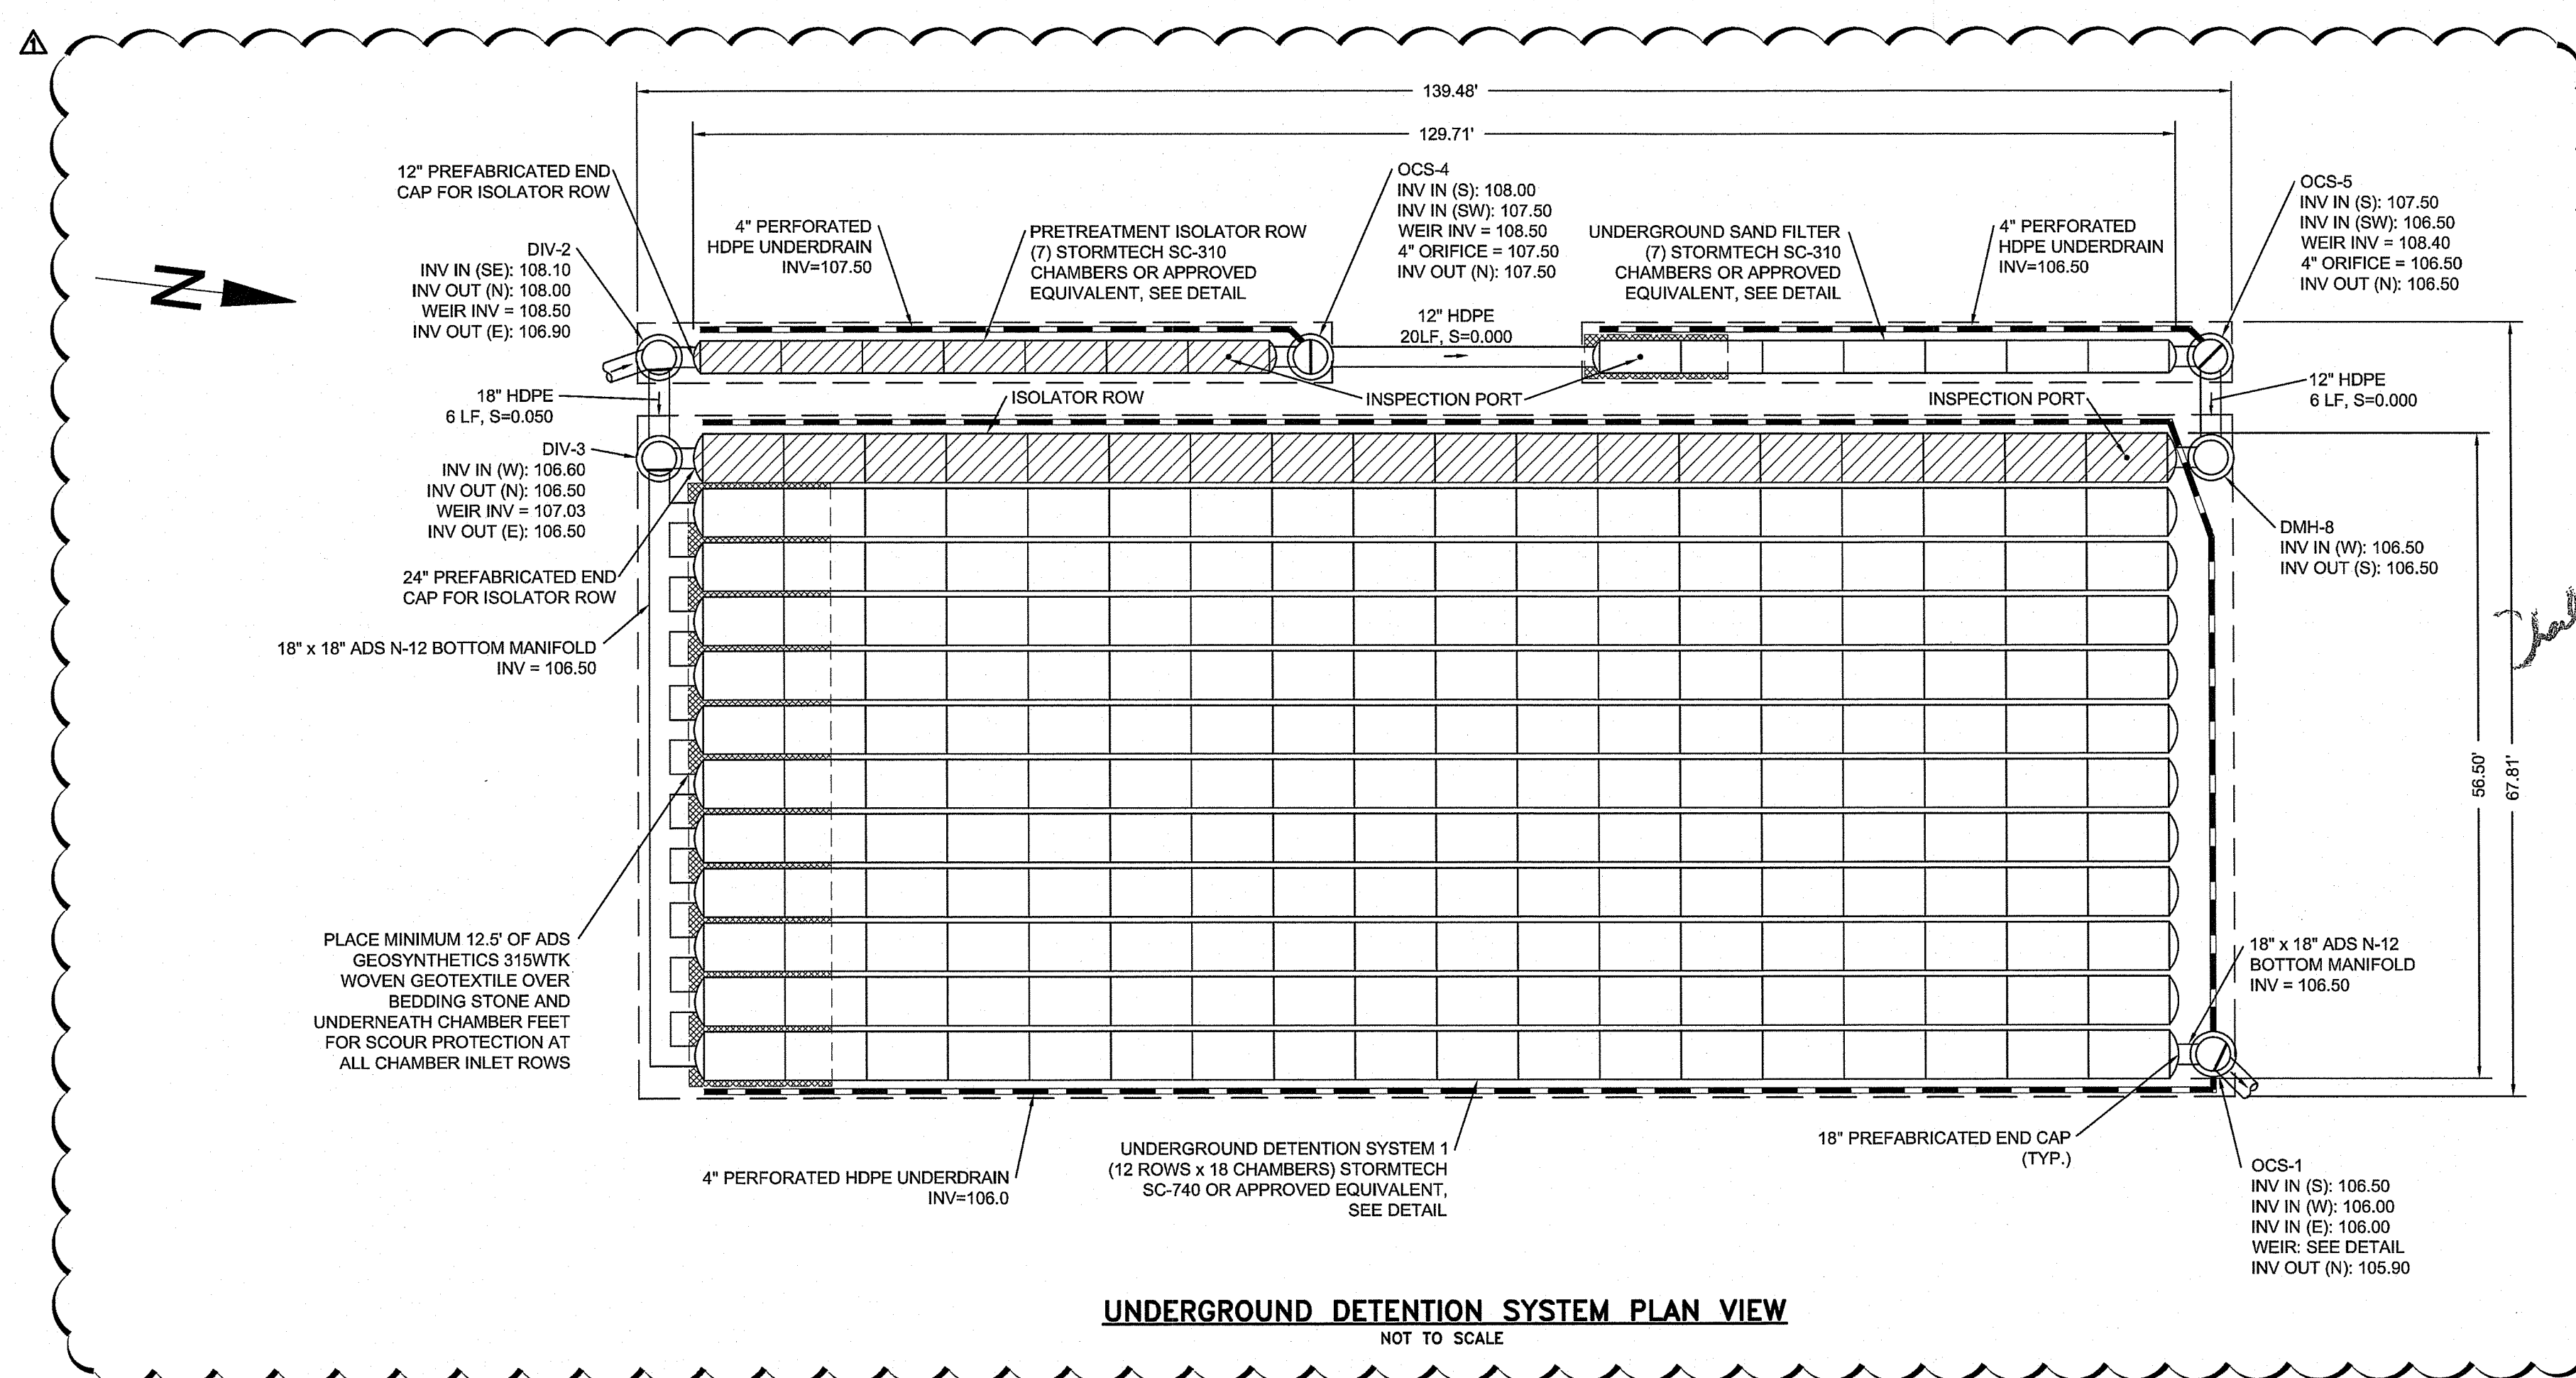 1
139.48'
129.71'
12" PREFABRICATED END
CAP FOR ISOLATOR ROW
DIV-2
INV IN (SE): 108.10
INV OUT (N): 108.00
WEIR INV = 108.50
INV OUT (E): 106.90
4" PERFORATED
HDPE UNDERDRAIN
INV=107.50
PRETREATMENT ISOLATOR ROW
(7) STORMTECH SC-310
CHAMBERS OR APPROVED
EQUIVALENT, SEE DETAIL
OCS-4
INV IN (S): 108.00
INV IN (SW): 107.50
WEIR INV = 108.50
4" ORIFICE = 107.50
INV OUT (N): 107.50
UNDERGROUND SAND FILTER
(7) STORMTECH SC-310
CHAMBERS OR APPROVED
EQUIVALENT, SEE DETAIL
4" PERFORATED
HDPE UNDERDRAIN
INV=106.50
OCS-5
INV IN (S): 107.50
INV IN (SW): 106.50
WEIR INV = 108.40
4" ORIFICE = 106.50
INV OUT (N): 106.50
N
12" HDPE
20LF, S=0.000
18" HDPE
6 LF, S=0.050
ISOLATOR ROW
INSPECTION PORT
INSPECTION PORT
12" HDPE
6 LF, S=0.000
DIV-3
INV IN (W): 106.60
INV OUT (N): 106.50
WEIR INV = 107.03
INV OUT (E): 106.50
24" PREFABRICATED END
CAP FOR ISOLATOR ROW
18" x 18" ADS N-12 BOTTOM MANIFOLD
INV = 106.50
DMH-8
INV IN (W): 106.50
INV OUT (S): 106.50
56.50'
67.81'
PLACE MINIMUM 12.5' OF ADS
GEOSYNTHETICS 315WTK
WOVEN GEOTEXTILE OVER
BEDDING STONE AND
UNDERNEATH CHAMBER FEET
FOR SCOUR PROTECTION AT
ALL CHAMBER INLET ROWS
18" x 18" ADS N-12
BOTTOM MANIFOLD
INV = 106.50
4" PERFORATED HDPE UNDERDRAIN
INV=106.0
UNDERGROUND DETENTION SYSTEM 1
(12 ROWS x 18 CHAMBERS) STORMTECH
SC-740 OR APPROVED EQUIVALENT,
SEE DETAIL
18" PREFABRICATED END CAP
(TYP.)
OCS-1
INV IN (S): 106.50
INV IN (W): 106.00
INV IN (E): 106.00
WEIR: SEE DETAIL
INV OUT (N): 105.90
UNDERGROUND DETENTION SYSTEM PLAN VIEW
NOT TO SCALE